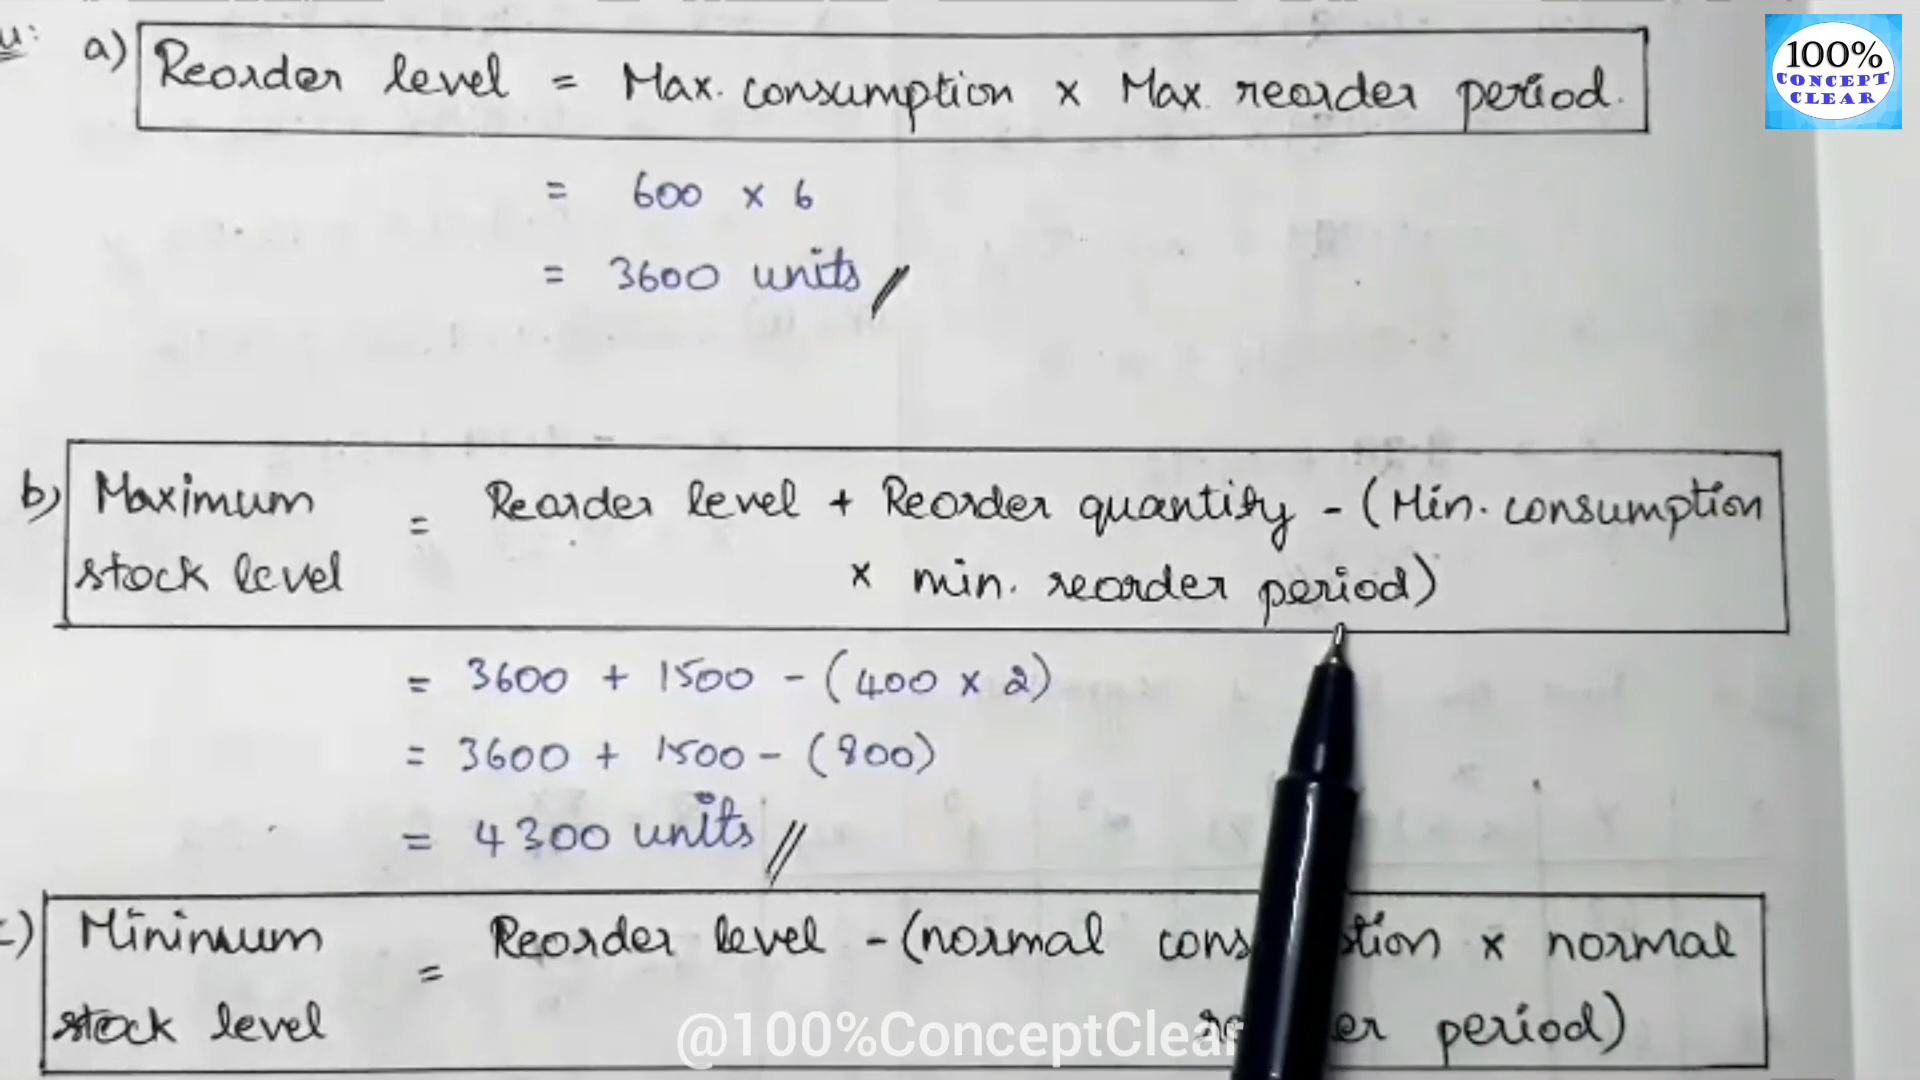 100%
CONCEPT
CLEAR
a) Reorder level = Max. consumption x Max. reorder period.
= 600 x 6
= 3600 units
b) Maximum stock level = Reorder level + Reorder quantity - (Min. consumption
x min. reorder period)
= 3600 + 1500 - (400 x 2)
= 3600 + 1500 - (800)
= 4300 units
Minimum stock level = Reorder level - (normal x normal
period)
@100%ConceptClear